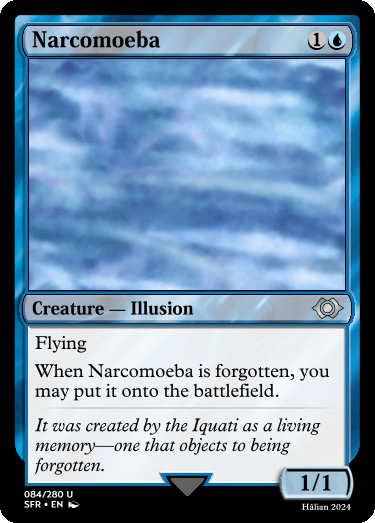 Narcomoeba 1
Creature — Illusion
Flying
When Narcomoeba is forgotten, you
may put it onto the battlefield.
It was created by the Iquati as a living
memory—one that objects to being
forgotten.
1/1
084/280 U
SFR • EN
Hālian 2024